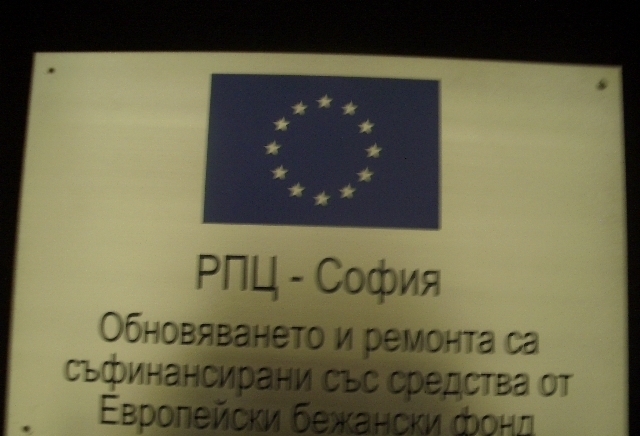 РПЦ - София
Обновяването и ремонта са
съфинансирани със средства от
Европейски бежански фонд